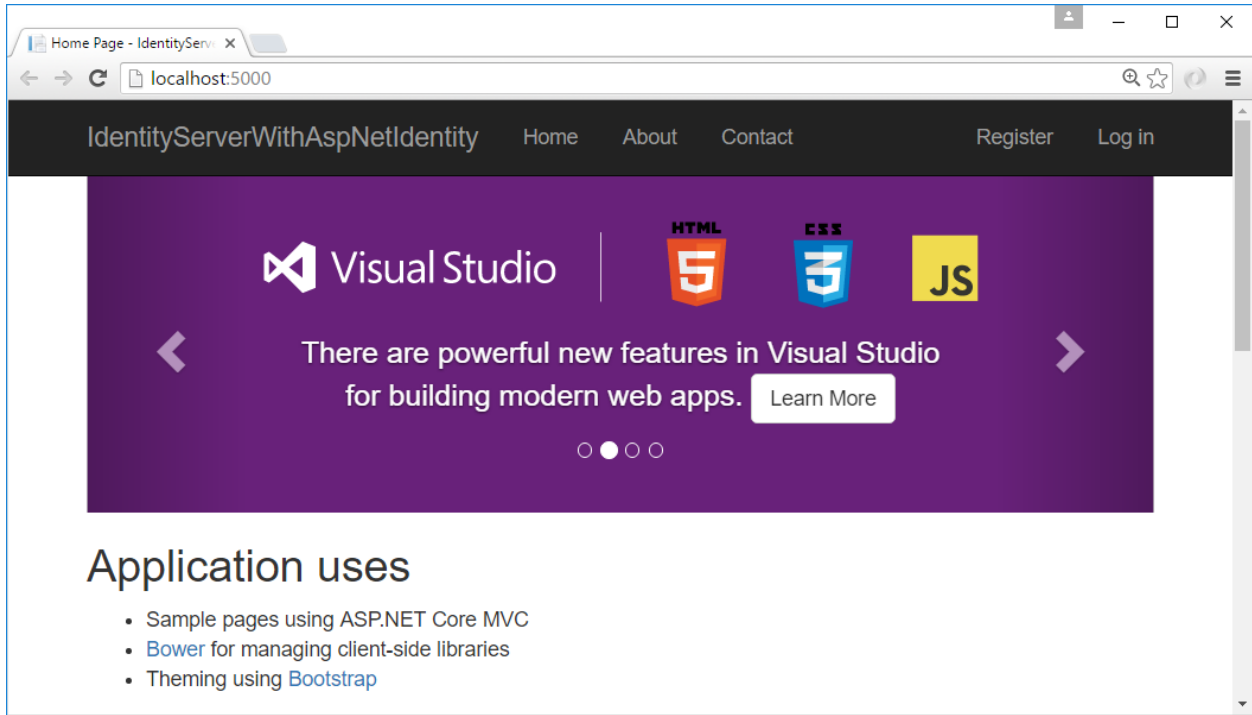 Home Page - IdentityServ
localhost:5000
IdentityServerWithAspNetIdentity Home About Contact Register Log in
Visual Studio HTML 5 CSS 3 JS
There are powerful new features in Visual Studio
for building modern web apps. Learn More
Application uses
Sample pages using ASP.NET Core MVC
Bower for managing client-side libraries
Theming using Bootstrap